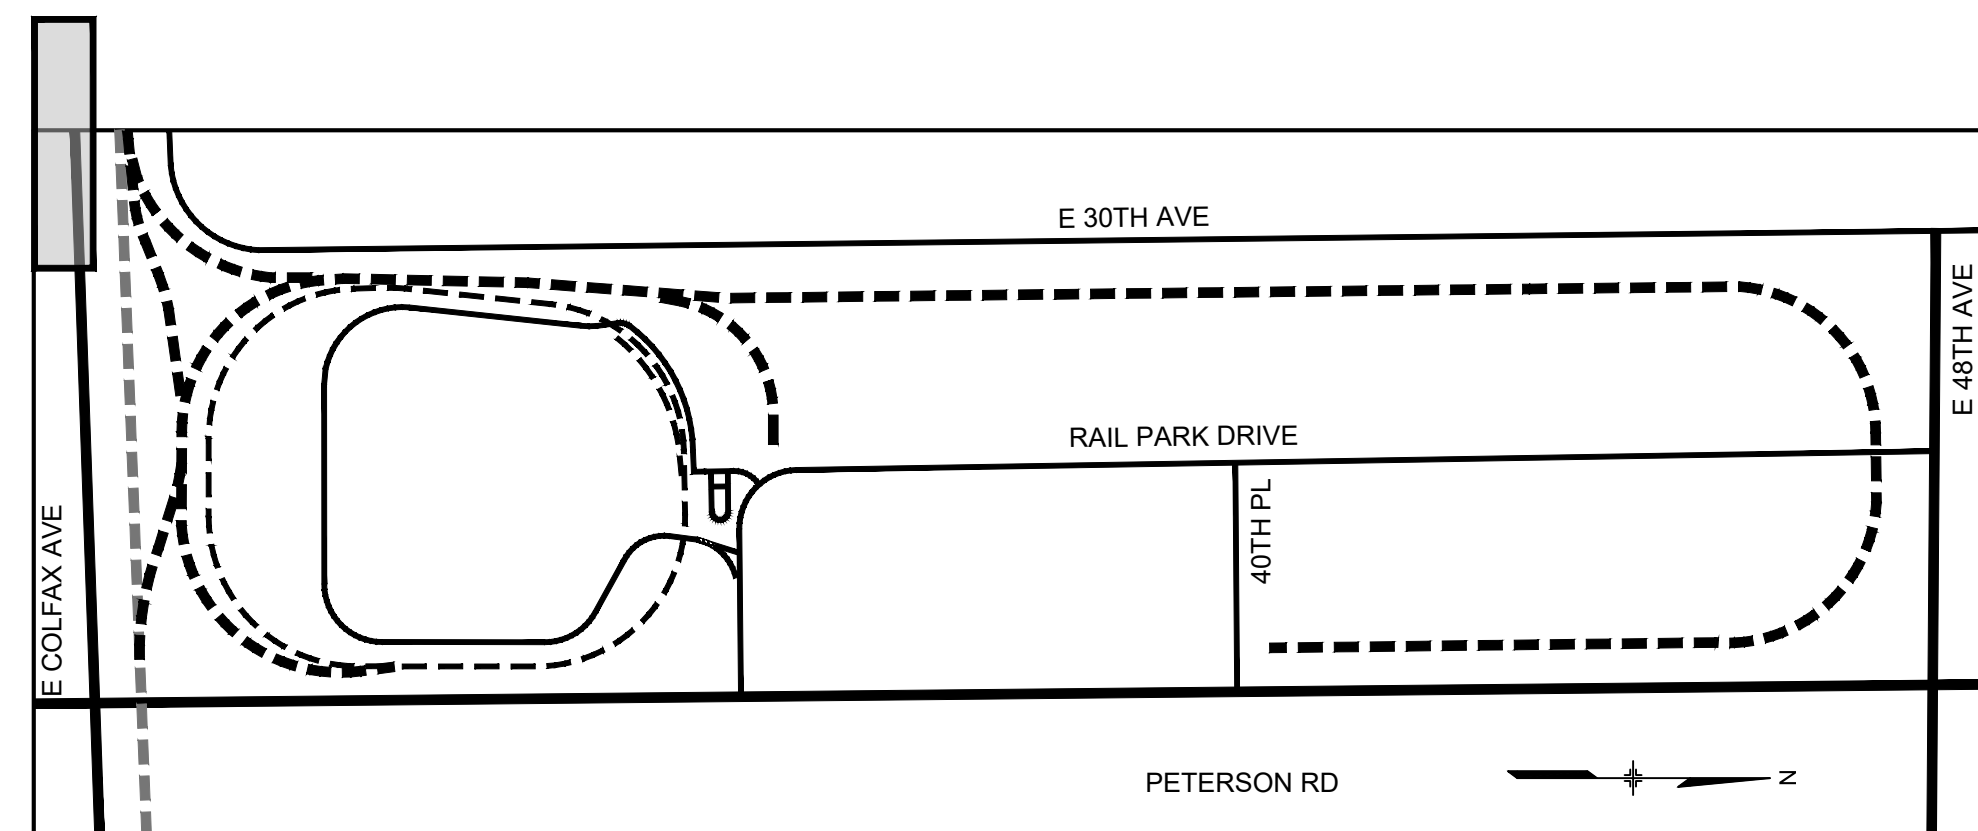 E 30TH AVE
E 48TH AVE
RAIL PARK DRIVE
40TH PL
E COLFAX AVE
PETERSON RD
N